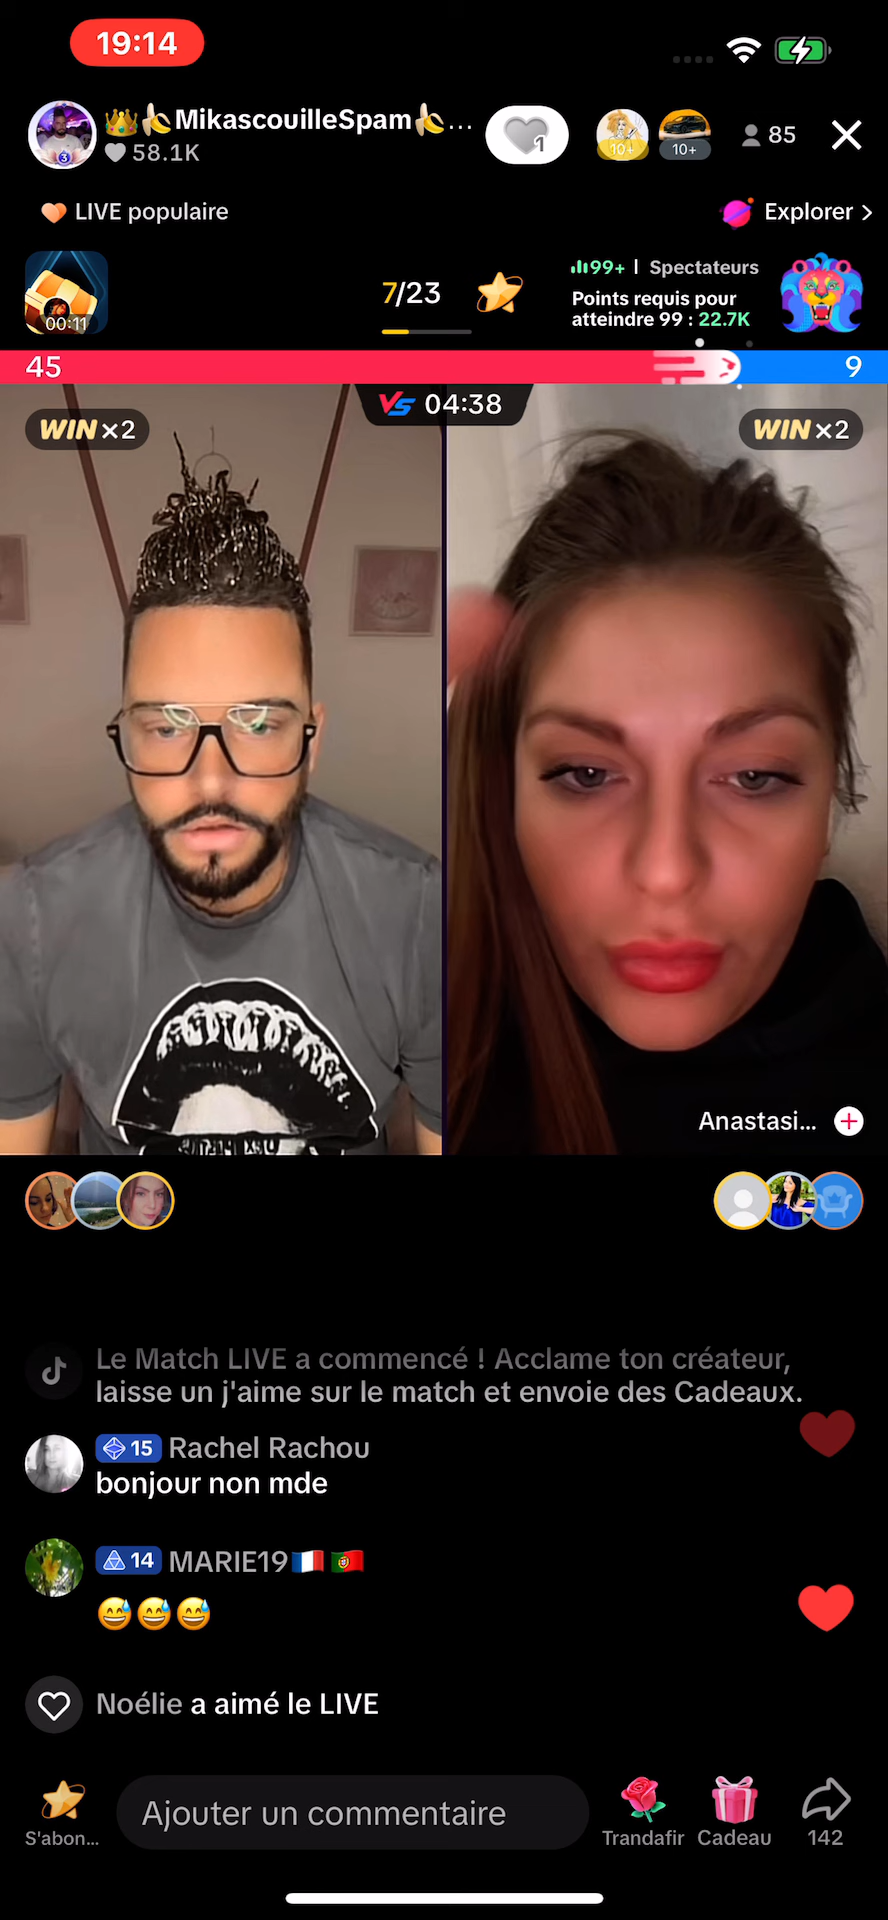 19:14
👑🍌MikascouilleSpam🍌...
58.1K
1
10+
10+
85
LIVE populaire
Explorer >
00:11
7/23
99+ | Spectateurs
Points requis pour
atteindre 99 : 22.7K
45
9
VS 04:38
WIN x2
WIN x2
Anastasi...
Le Match LIVE a commencé ! Acclame ton créateur,
laisse un j'aime sur le match et envoie des Cadeaux.
15 Rachel Rachou
bonjour non mde
14 MARIE19🇫🇷🇵🇹
😅😅😅
Noélie a aimé le LIVE
Ajouter un commentaire
S'abon...
Trandafir
Cadeau
142